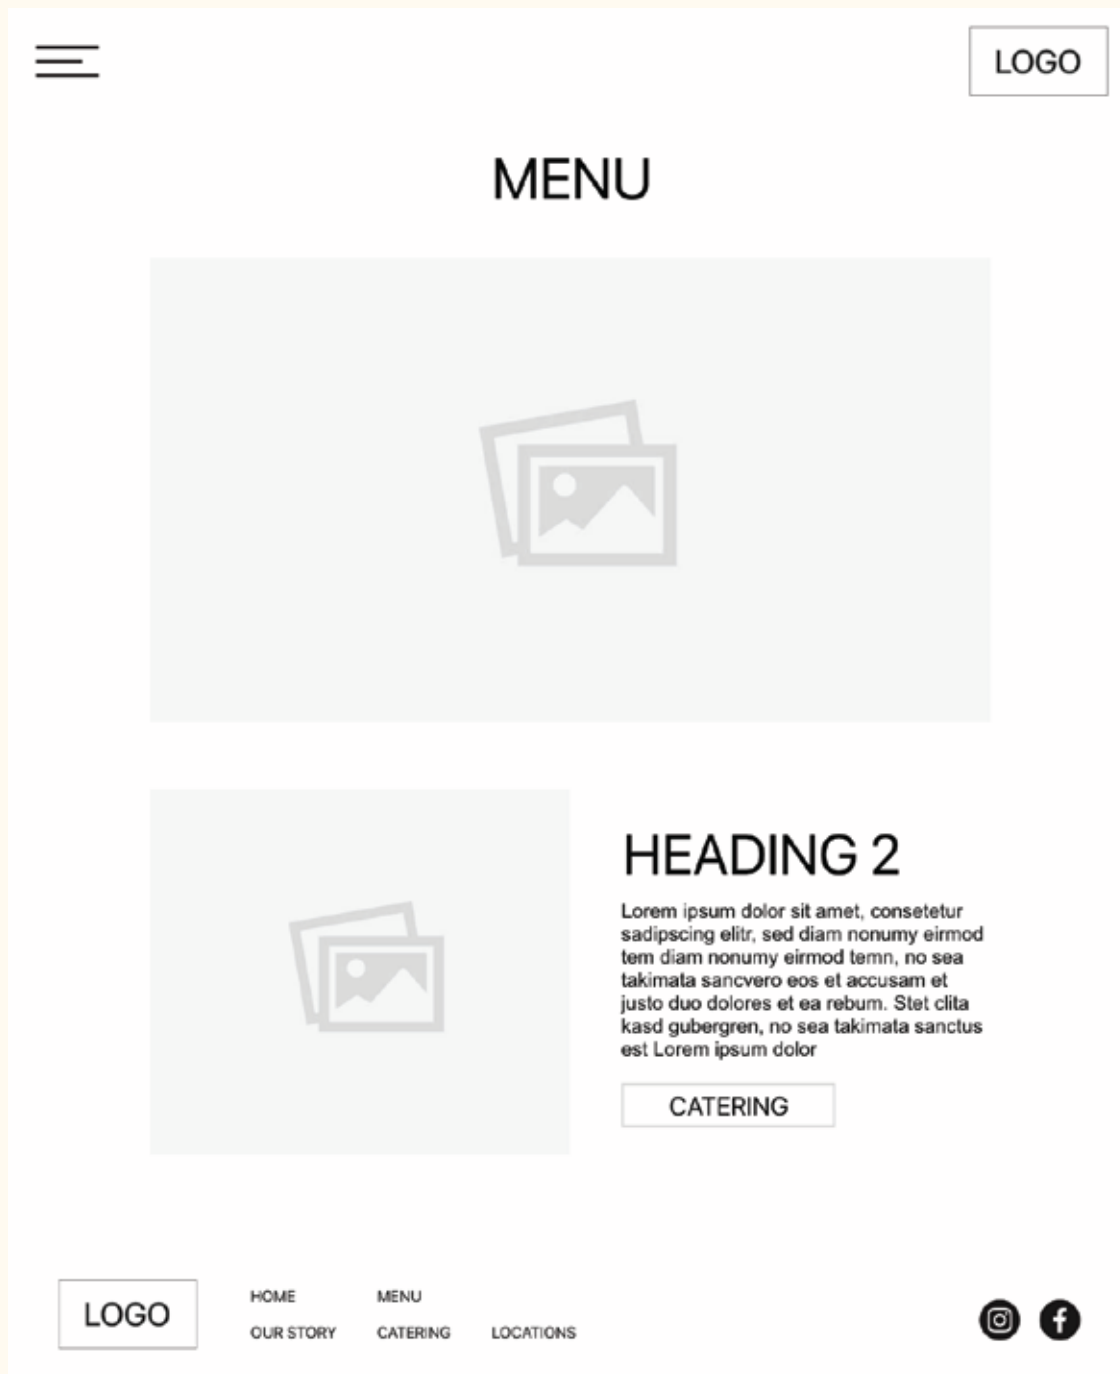 LOGO
MENU
HEADING 2
Lorem ipsum dolor sit amet, consetetur
sadipscing elitr, sed diam nonumy eirmod
tem diam nonumy eirmod temn, no sea
takimata sancvero eos et accusam et
justo duo dolores et ea rebum. Stet clita
kasd gubergren, no sea takimata sanctus
est Lorem ipsum dolor
CATERING
LOGO
HOME MENU
OUR STORY CATERING LOCATIONS